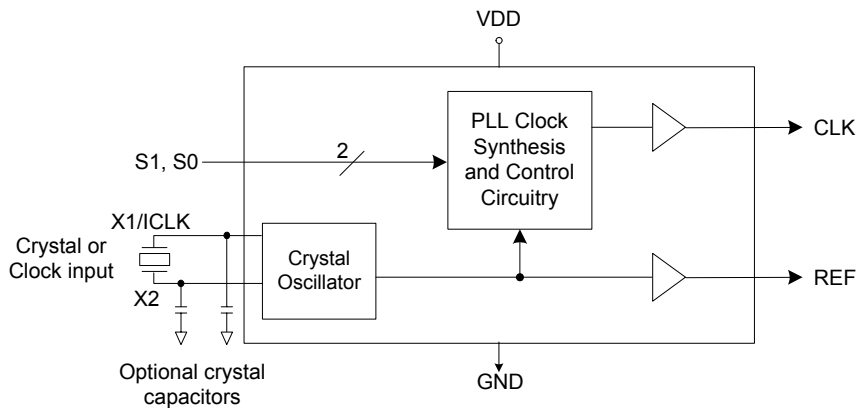 VDD
PLL Clock
Synthesis
and Control
Circuitry
CLK
S1, S0
2
X1/ICLK
Crystal or
Clock input
X2
Crystal
Oscillator
REF
Optional crystal
capacitors
GND